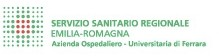 SERVIZIO SANITARIO REGIONALE
EMILIA-ROMAGNA
Azienda Ospedaliero - Universitaria di Ferrara